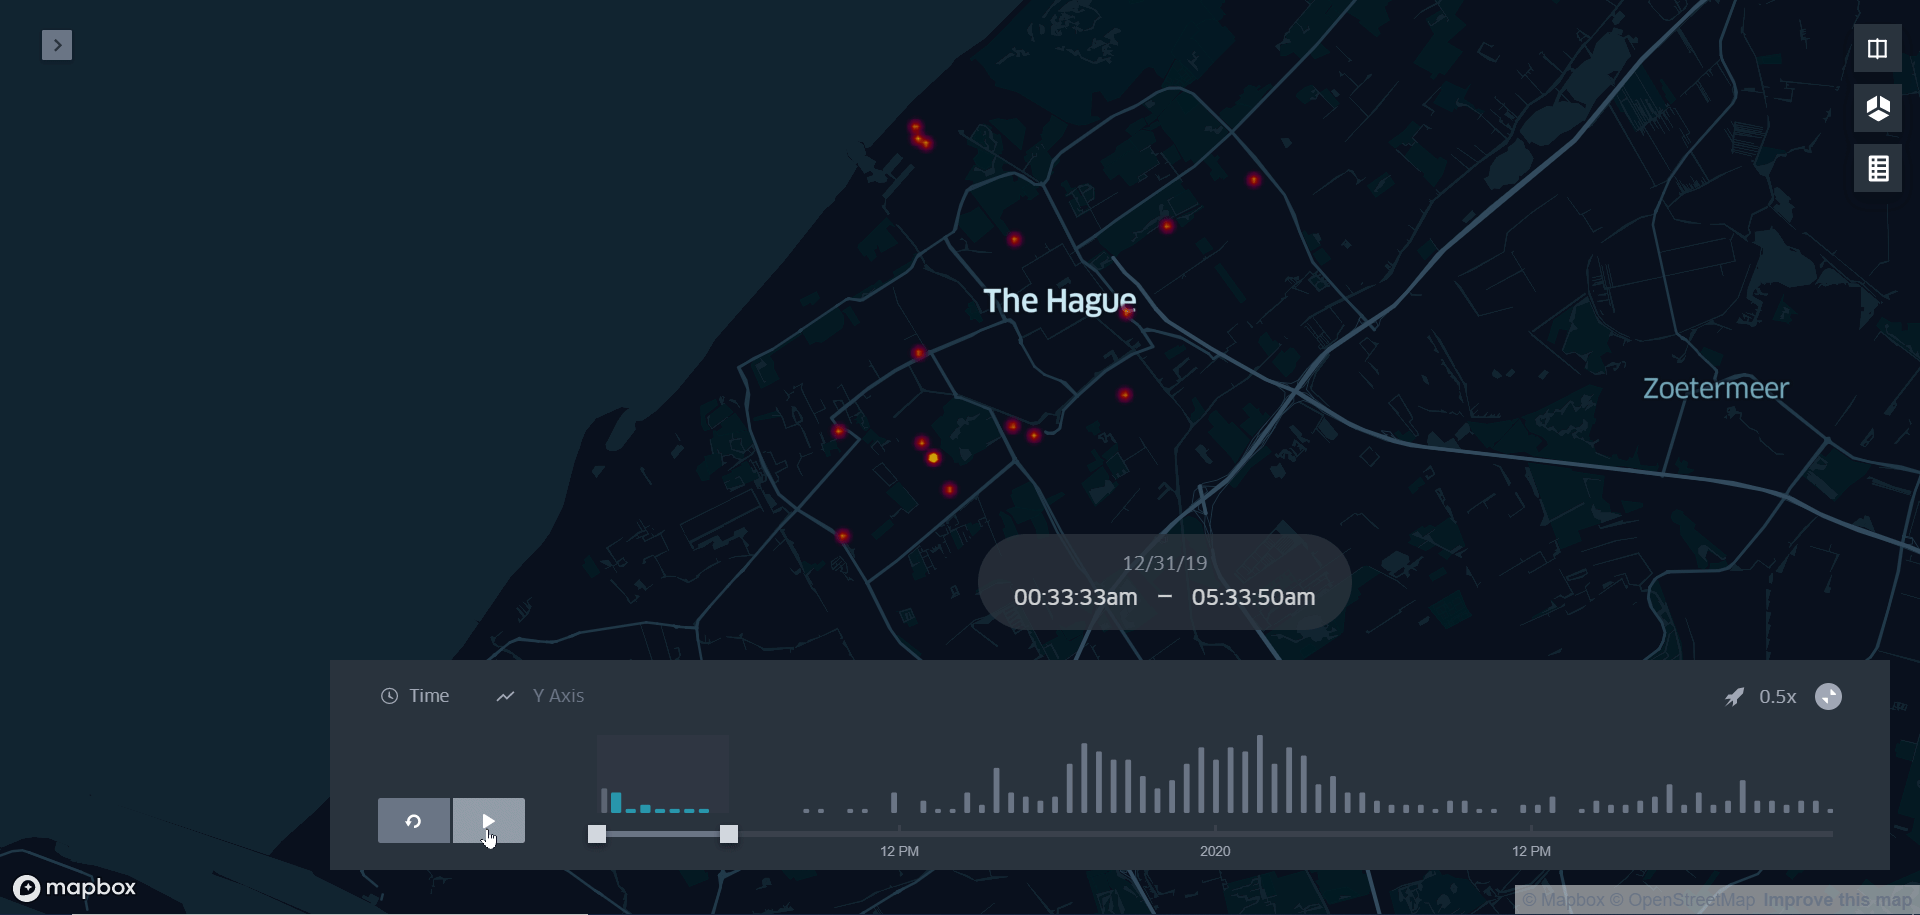 The Hague
Zoetermeer
12/31/19
00:33:33am – 05:33:50am
Time
Y Axis
0.5x
12 PM
2020
12 PM
mapbox
© Mapbox © OpenStreetMap Improve this map